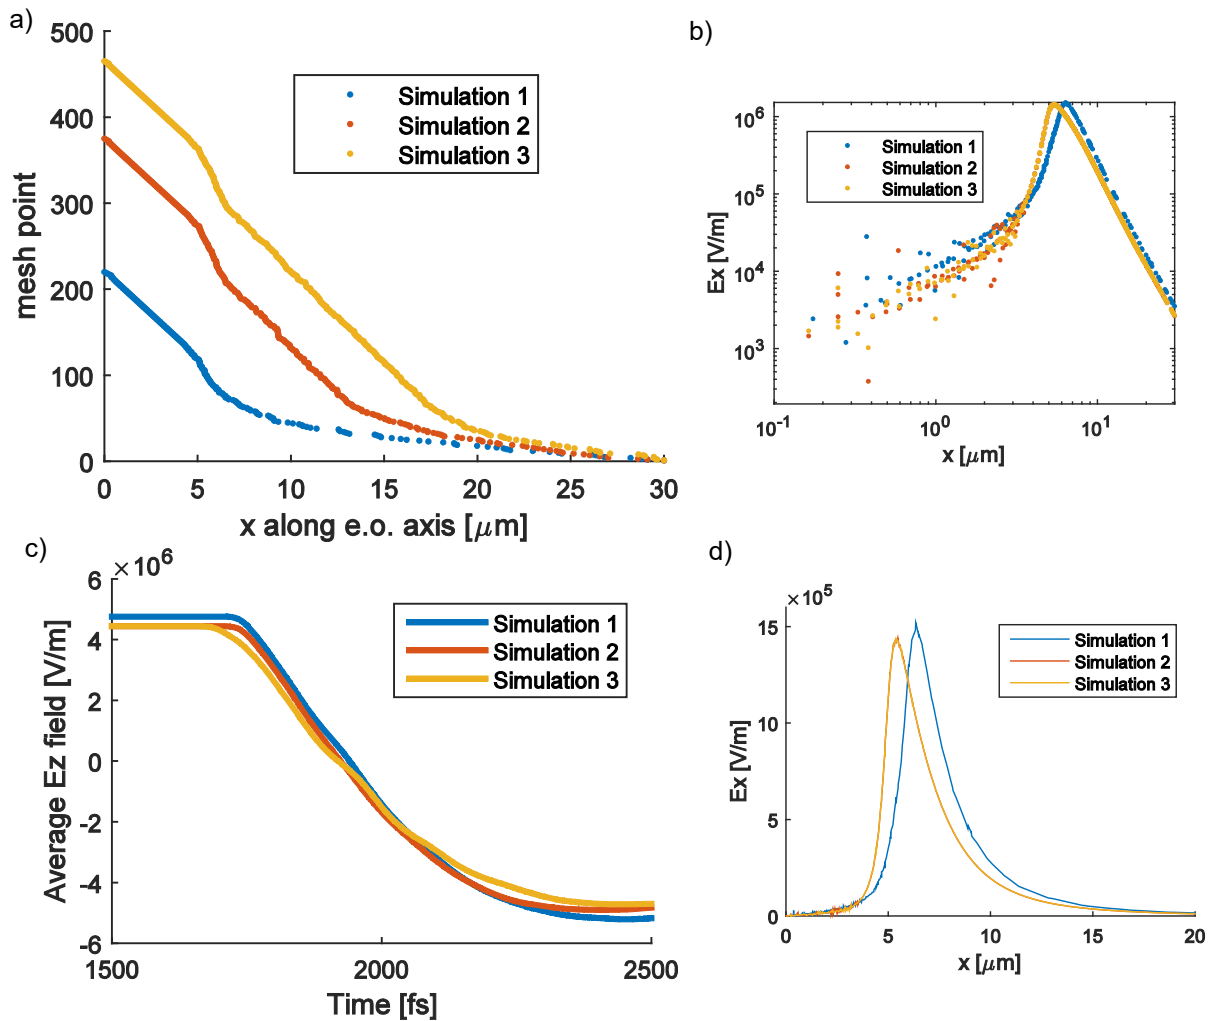 a)
500
400
300
200
100
0
mesh point
0 5 10 15 20 25 30
x along e.o. axis [μm]
Simulation 1
Simulation 2
Simulation 3
b)
10^6
10^5
10^4
10^3
Ex [V/m]
10^-1 10^0 10^1
x [μm]
Simulation 1
Simulation 2
Simulation 3
c)
×10^6
6
4
2
0
-2
-4
-6
Average Ez field [V/m]
1500 2000 2500
Time [fs]
Simulation 1
Simulation 2
Simulation 3
d)
×10^5
15
10
5
0
Ex [V/m]
0 5 10 15 20
x [μm]
Simulation 1
Simulation 2
Simulation 3